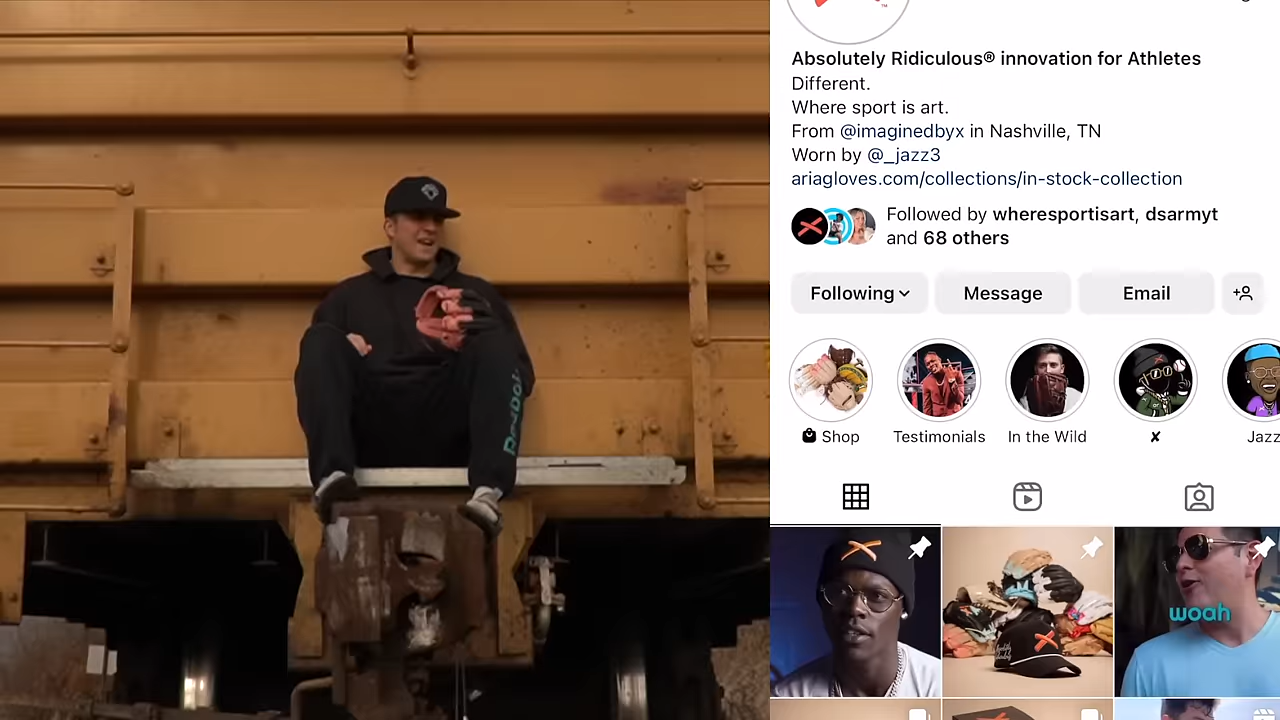 Absolutely Ridiculous® innovation for Athletes
Different.
Where sport is art.
From @imaginedbyx in Nashville, TN
Worn by @_jazz3
ariagloves.com/collections/in-stock-collection
Followed by wheresportisart, dsarmyt
and 68 others
Following
Message
Email
Shop
Testimonials
In the Wild
✘
Jazz
woah